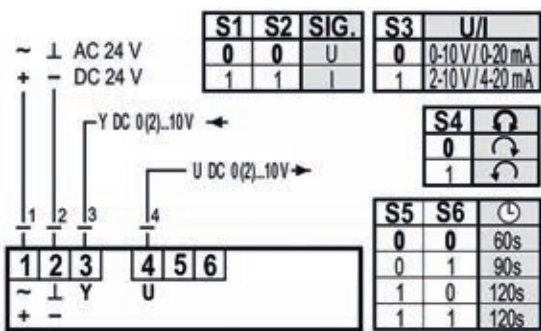 ~ ⊥ AC 24 V
+ − DC 24 V
Y DC 0(2)...10V
U DC 0(2)...10V
1 2 3 4
1 2 3 4 5 6
~ ⊥ Y U
+ −
S1 S2 SIG.
0 0 U
1 1 I
S3 U/I
0 0-10 V/0-20 mA
1 2-10 V/4-20 mA
S4
0
1
S5 S6
0 0 60s
0 1 90s
1 0 120s
1 1 120s